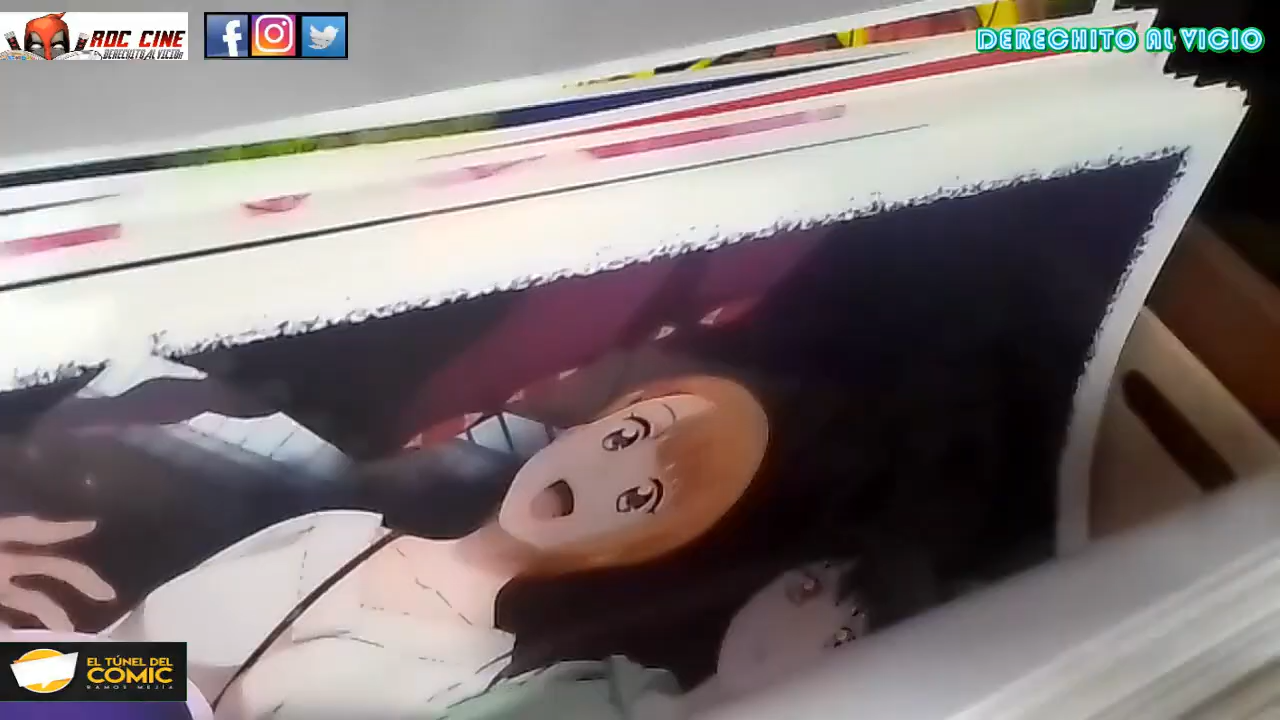 ROC CINE
DERECHITO AL VICIO!!
DERECHITO AL VICIO
EL TÚNEL DEL
COMIC
RAMOS MEJÍA